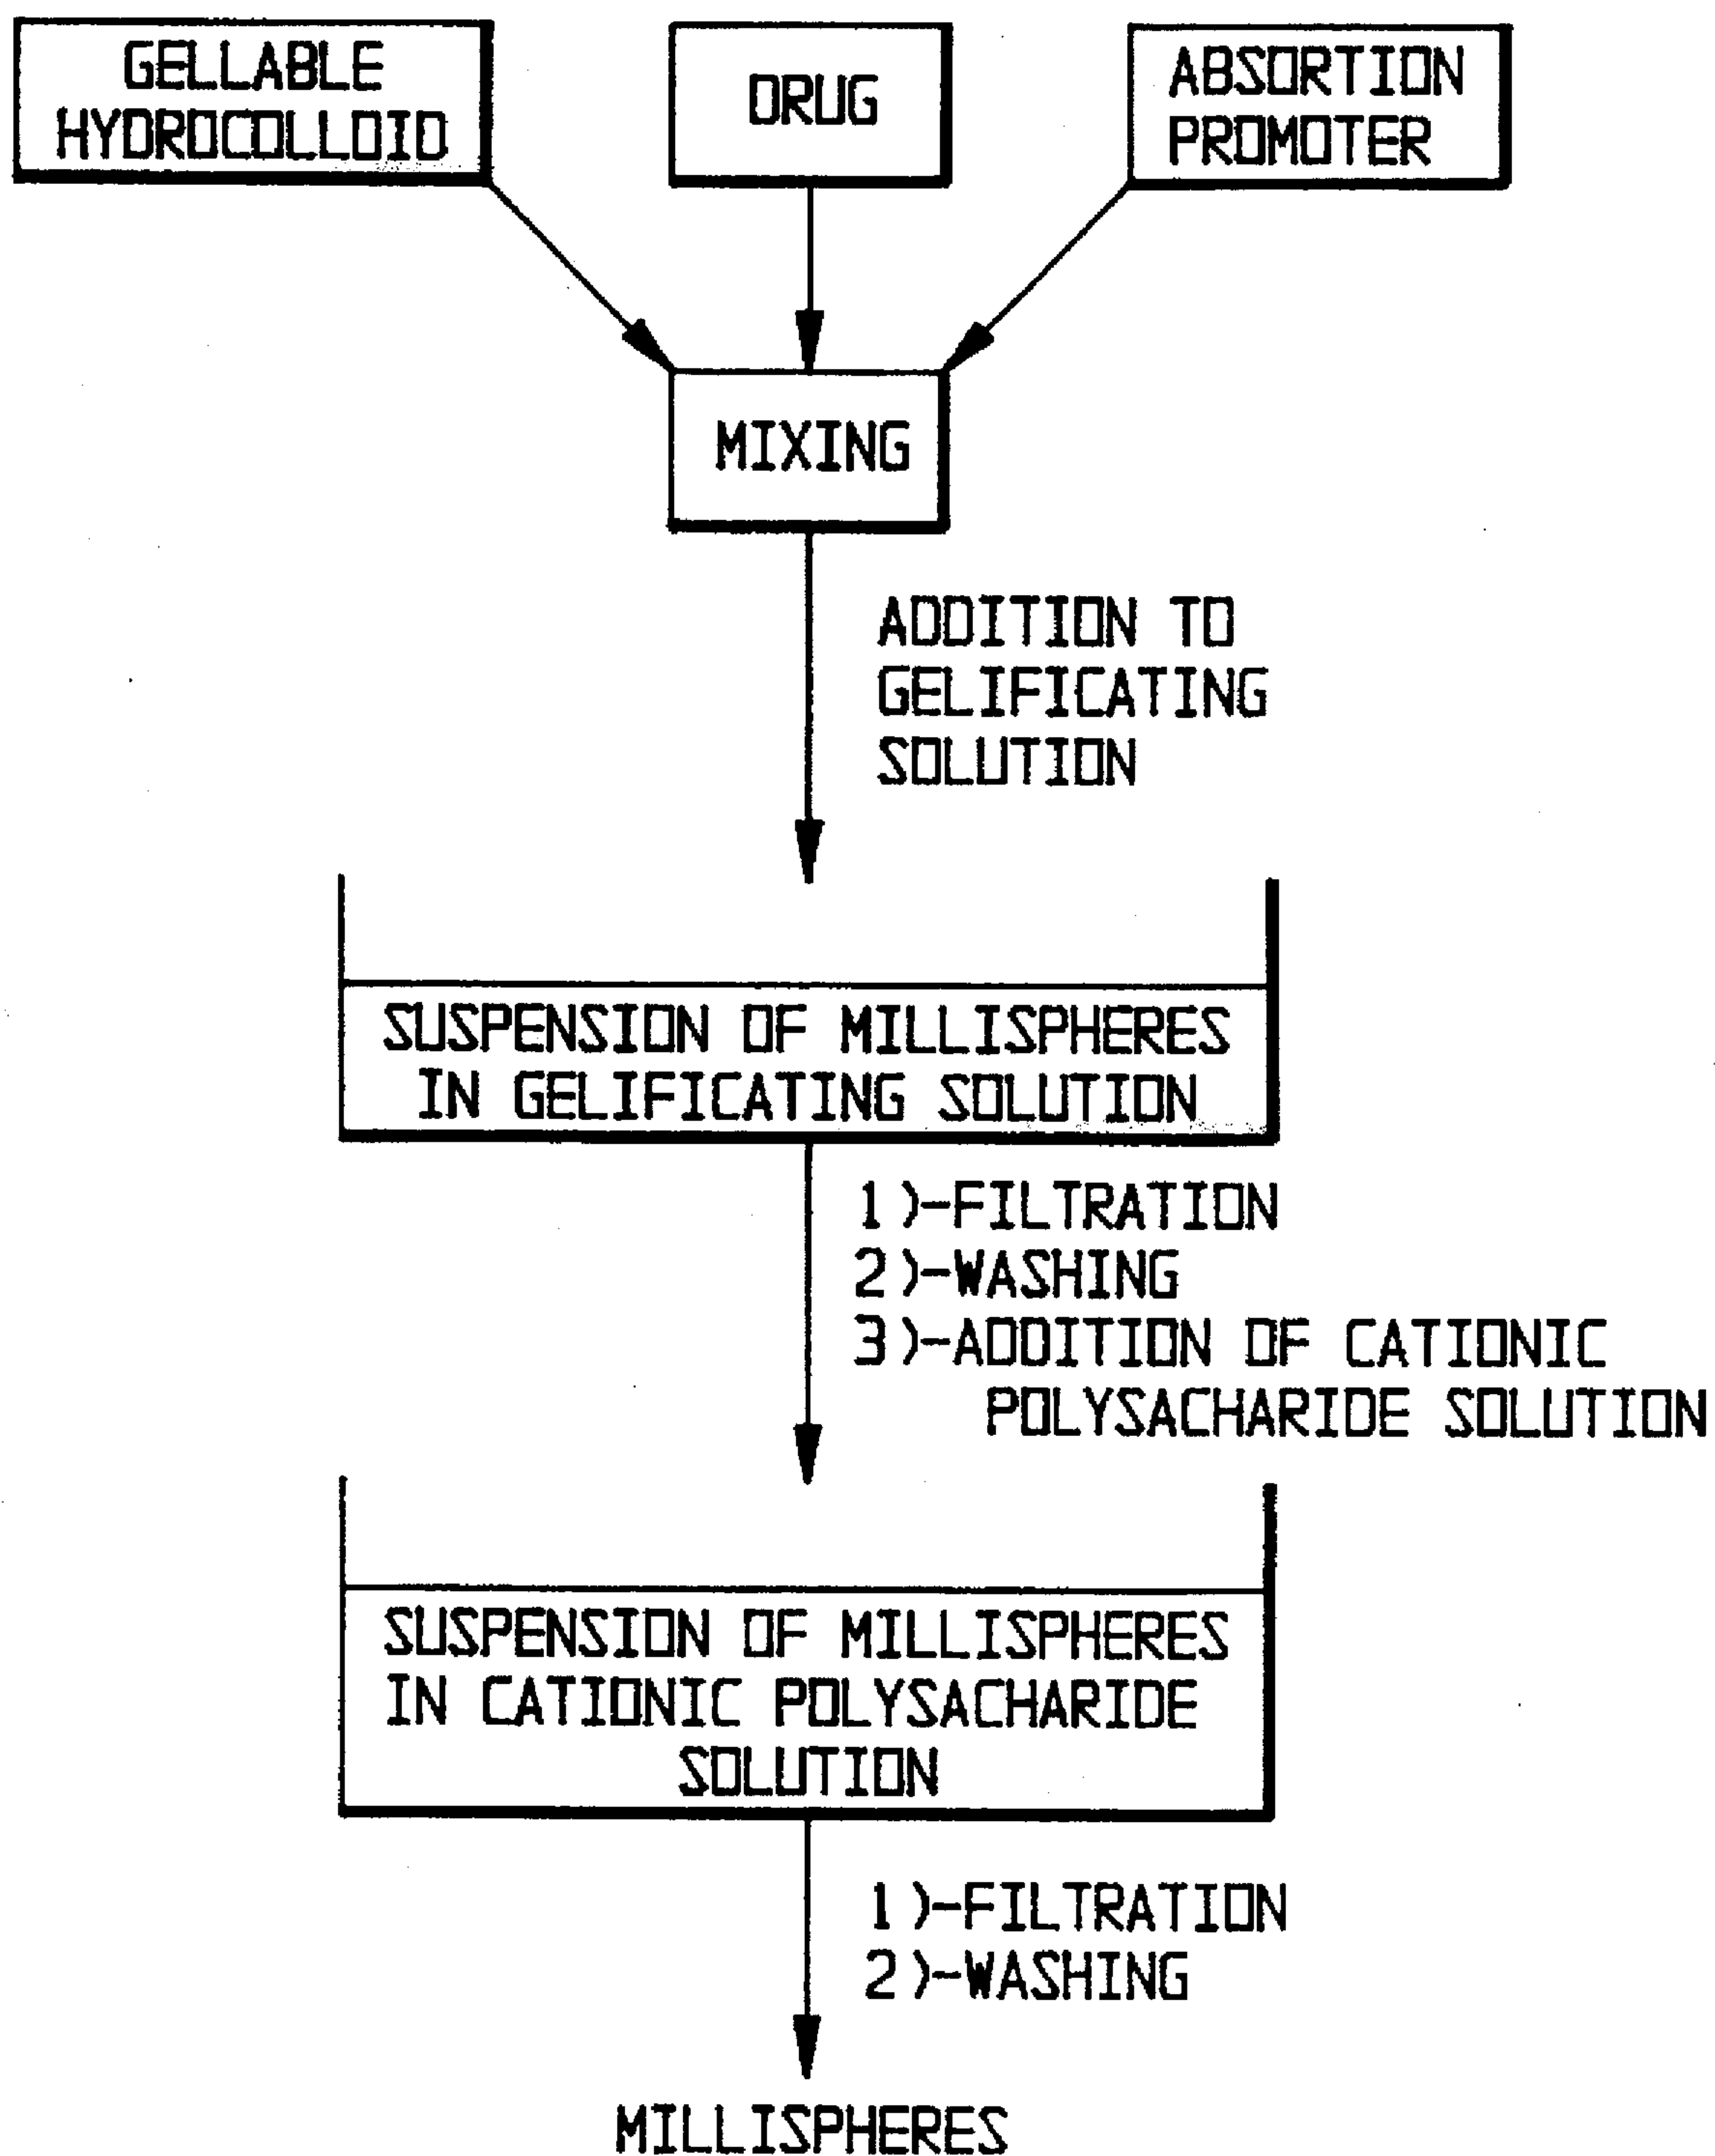 GELLABLE
HYDROCOLLOID
DRUG
ABSORTION
PROMOTER
MIXING
ADDITION TO
GELIFICATING
SOLUTION
SUSPENSION OF MILLISPHERES
IN GELIFICATING SOLUTION
1)-FILTRATION
2)-WASHING
3)-ADDITION OF CATIONIC
POLYSACHARIDE SOLUTION
SUSPENSION OF MILLISPHERES
IN CATIONIC POLYSACHARIDE
SOLUTION
1)-FILTRATION
2)-WASHING
MILLISPHERES